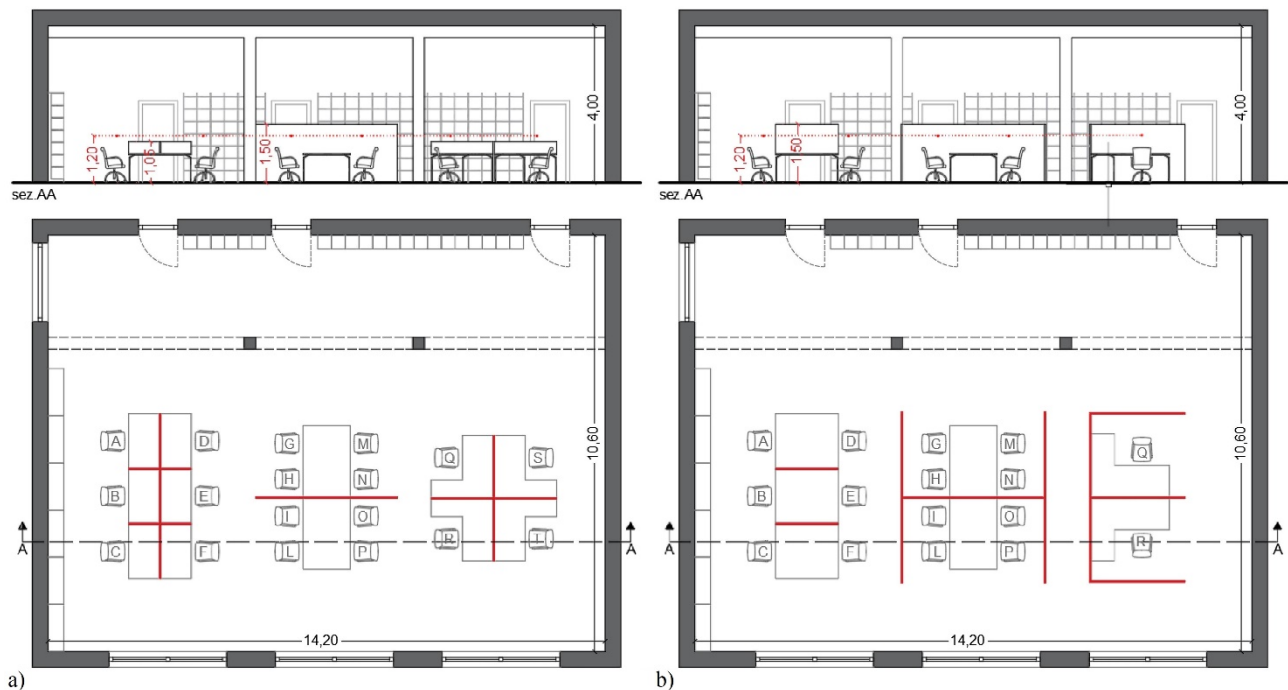 4,00
1,20
1,05
1,50
sez.AA
10,60
A D G M
Q S
B E H N
I O
R T
C F L P
A A
14,20
a)
4,00
1,20
1,50
sez.AA
10,60
A D G M
Q
B E H N
I O
R
C F L P
A A
14,20
b)